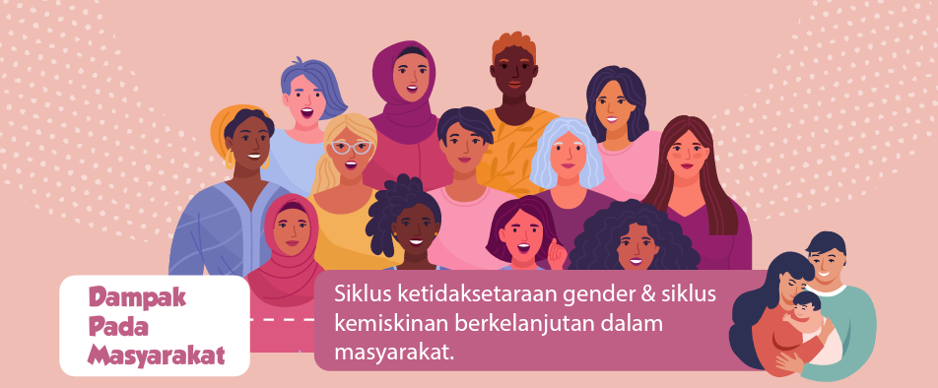 Dampak
Pada
Masyarakat
Siklus ketidaksetaraan gender & siklus
kemiskinan berkelanjutan dalam
masyarakat.